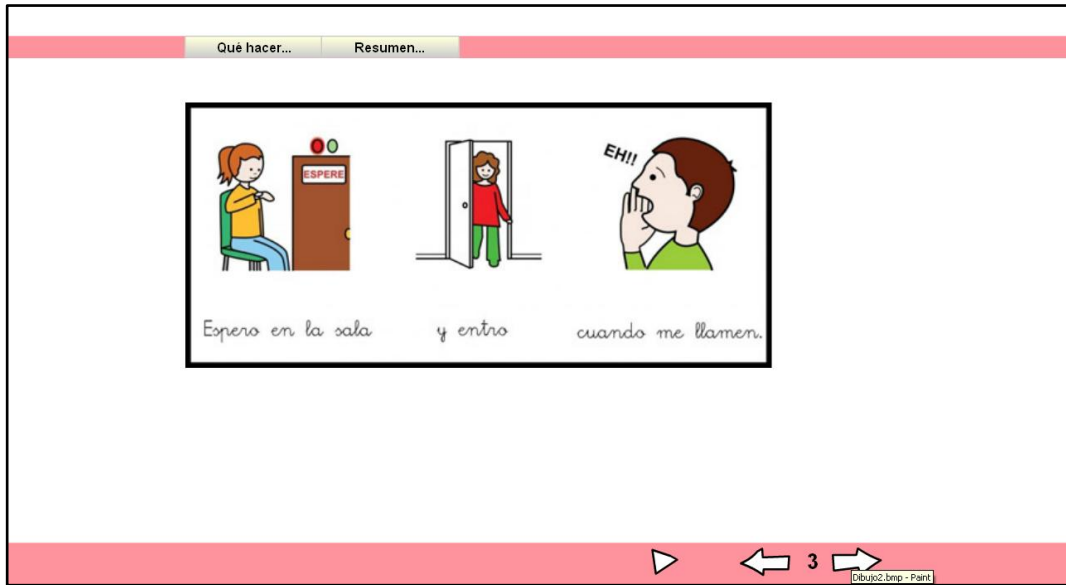 Qué hacer... Resumen...
ESPERE
EH!!
Espero en la sala y entro cuando me llamen.
3
Dibujo2.bmp - Paint